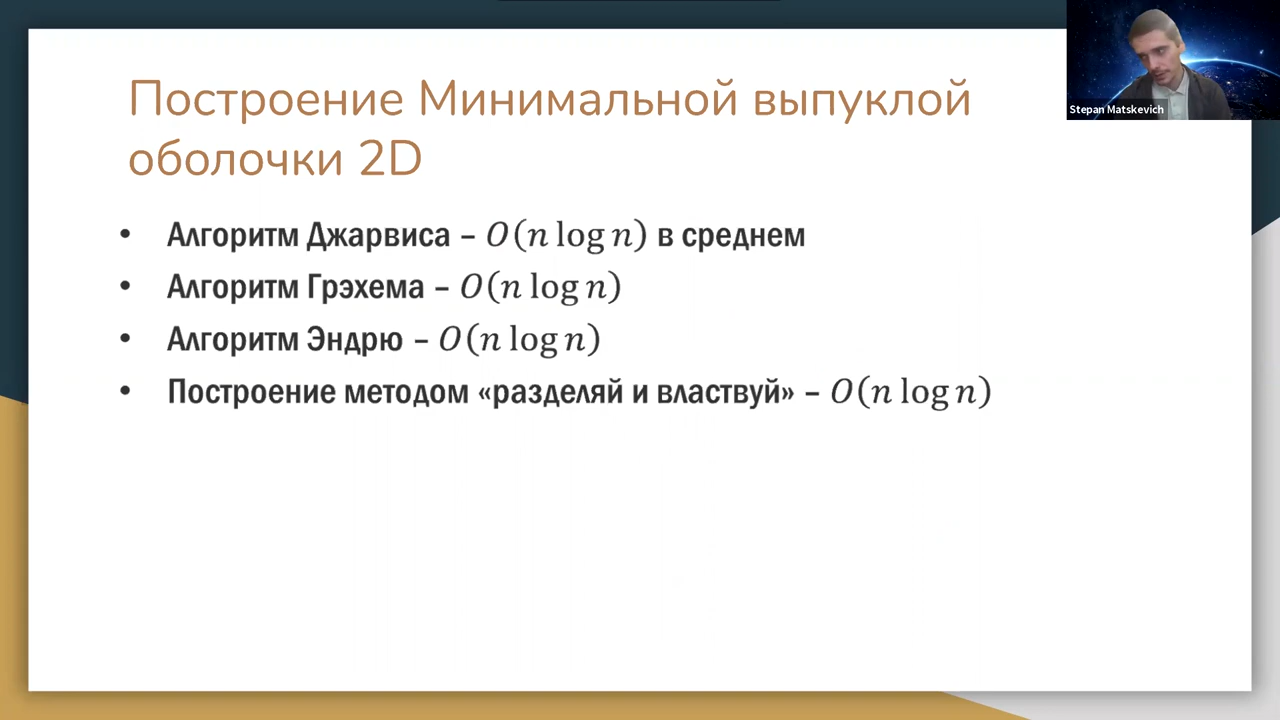 Построение Минимальной выпуклой
оболочки 2D
• Алгоритм Джарвиса – O(n log n) в среднем
• Алгоритм Грэхема – O(n log n)
• Алгоритм Эндрю – O(n log n)
• Построение методом «разделяй и властвуй» – O(n log n)
Stepan Matskevich